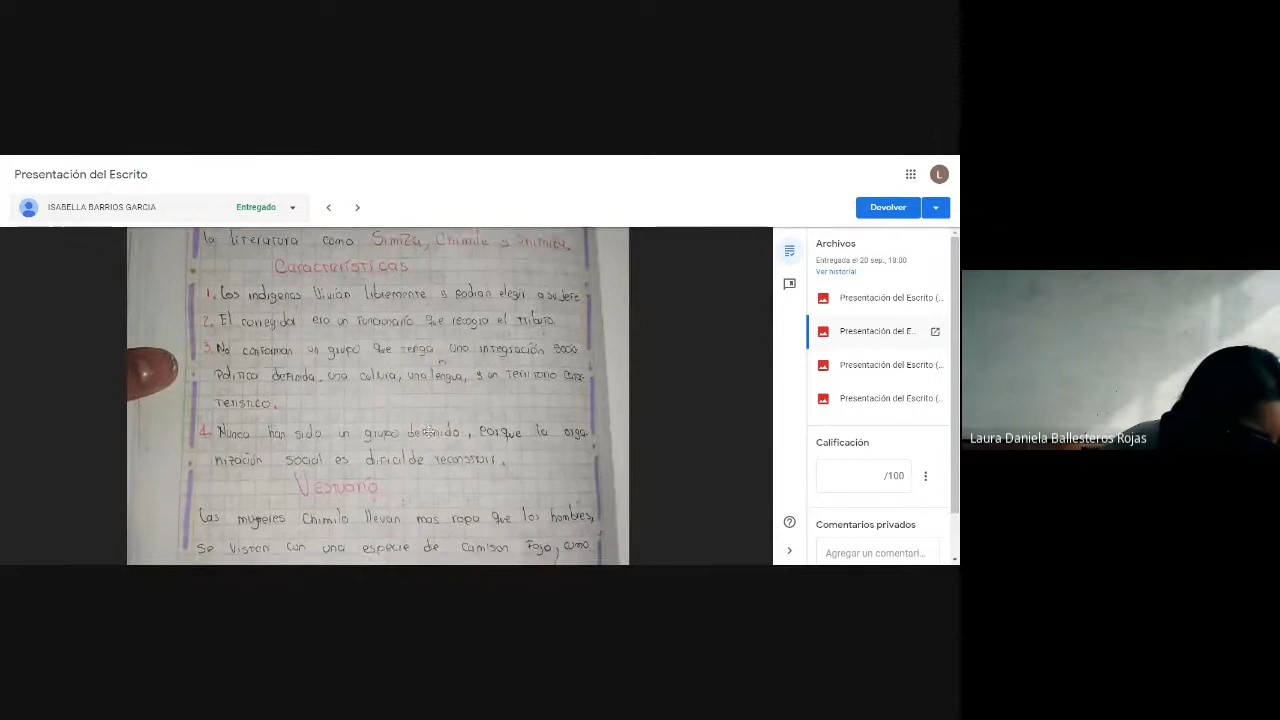 Presentación del Escrito
L
ISABELLA BARRIOS GARCIA
Entregado
Devolver
la literatura como Simiza, Chimile y Simiza.
Características
1. Los indígenas Vivían libremente y podían elegir a su Jefe
2. El corregidor era un Funcionario que recogía el Tributo.
3. No conforman un grupo que tenga una integración socio
Política definida, una cultura, una lengua, y un Territorio cara-
terístico.
4. Nunca han sido un grupo definido, porque la orga-
nización social es difícil de reconstruir.
Vestuario
Las mujeres Chimila llevan mas ropa que los hombres,
se visten con una especie de camison Flojo, como
Archivos
Entregada el 20 sep., 18:00
Ver historial
Presentación del Escrito (...
Presentación del E...
Presentación del Escrito (...
Presentación del Escrito (...
Calificación
/100
Comentarios privados
Agregar un comentari...
Laura Daniela Ballesteros Rojas